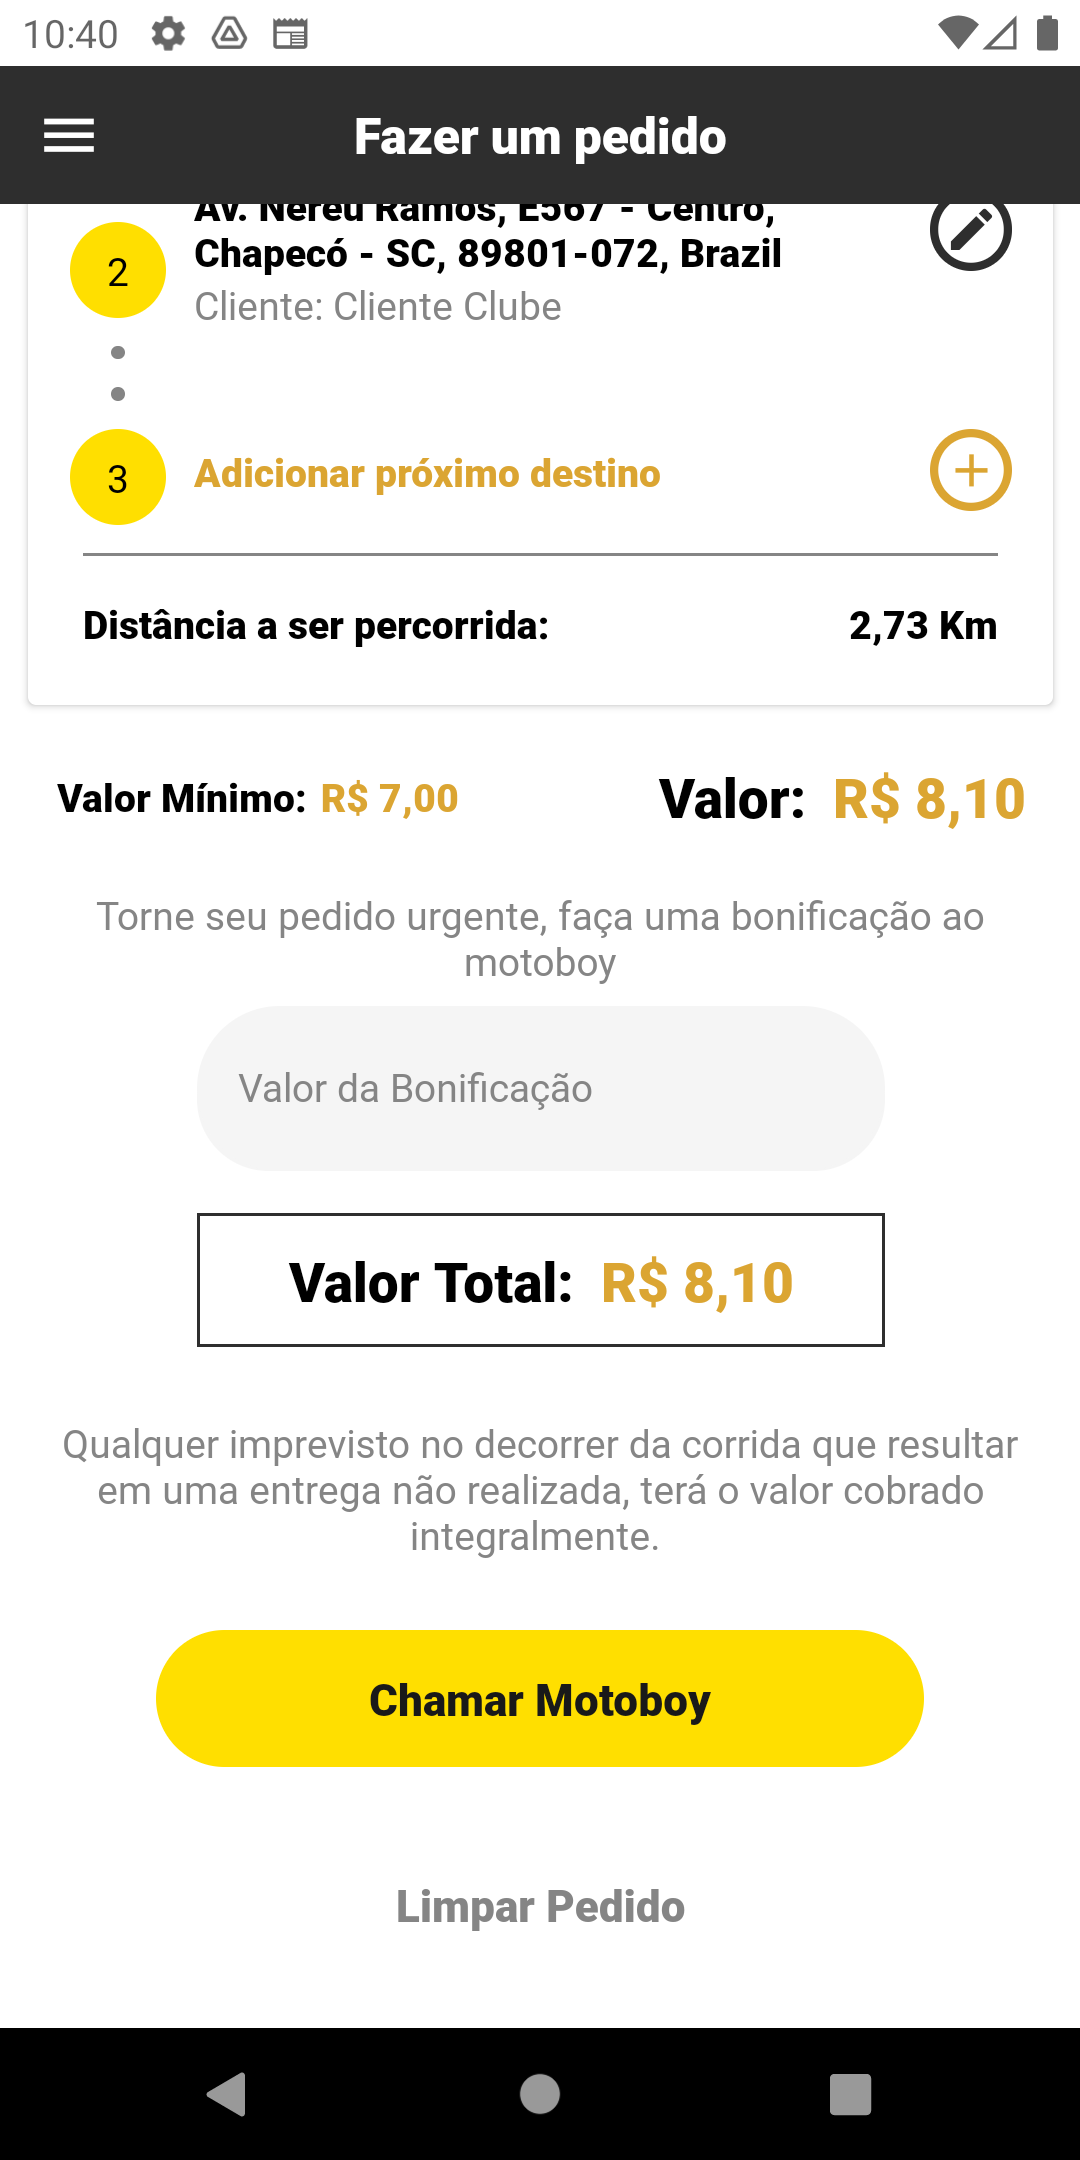 10:40
Fazer um pedido
Av. Nereu Ramos, E567 - Centro,
Chapecó - SC, 89801-072, Brazil
2
Cliente: Cliente Clube
3
Adicionar próximo destino
Distância a ser percorrida: 2,73 Km
Valor Mínimo: R$ 7,00 Valor: R$ 8,10
Torne seu pedido urgente, faça uma bonificação ao
motoboy
Valor da Bonificação
Valor Total: R$ 8,10
Qualquer imprevisto no decorrer da corrida que resultar
em uma entrega não realizada, terá o valor cobrado
integralmente.
Chamar Motoboy
Limpar Pedido